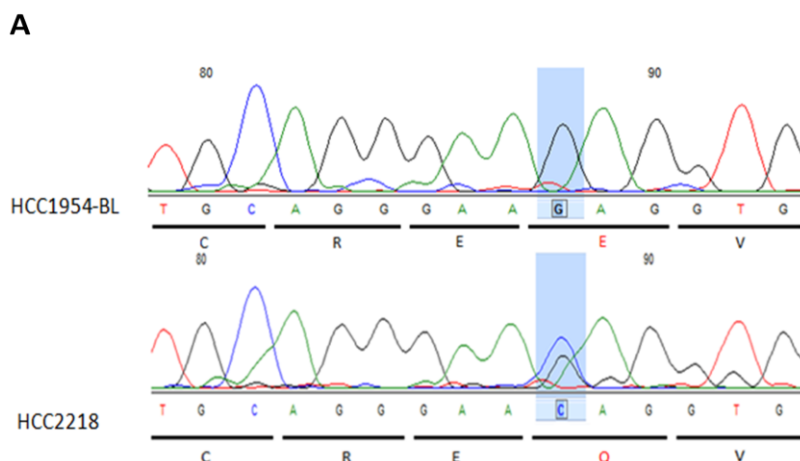 A
80 90
HCC1954-BL
T G C A G G G A A G A G G T G
C R E E V
80 90
HCC2218
T G C A G G G A A C A G G T G
C R E Q V